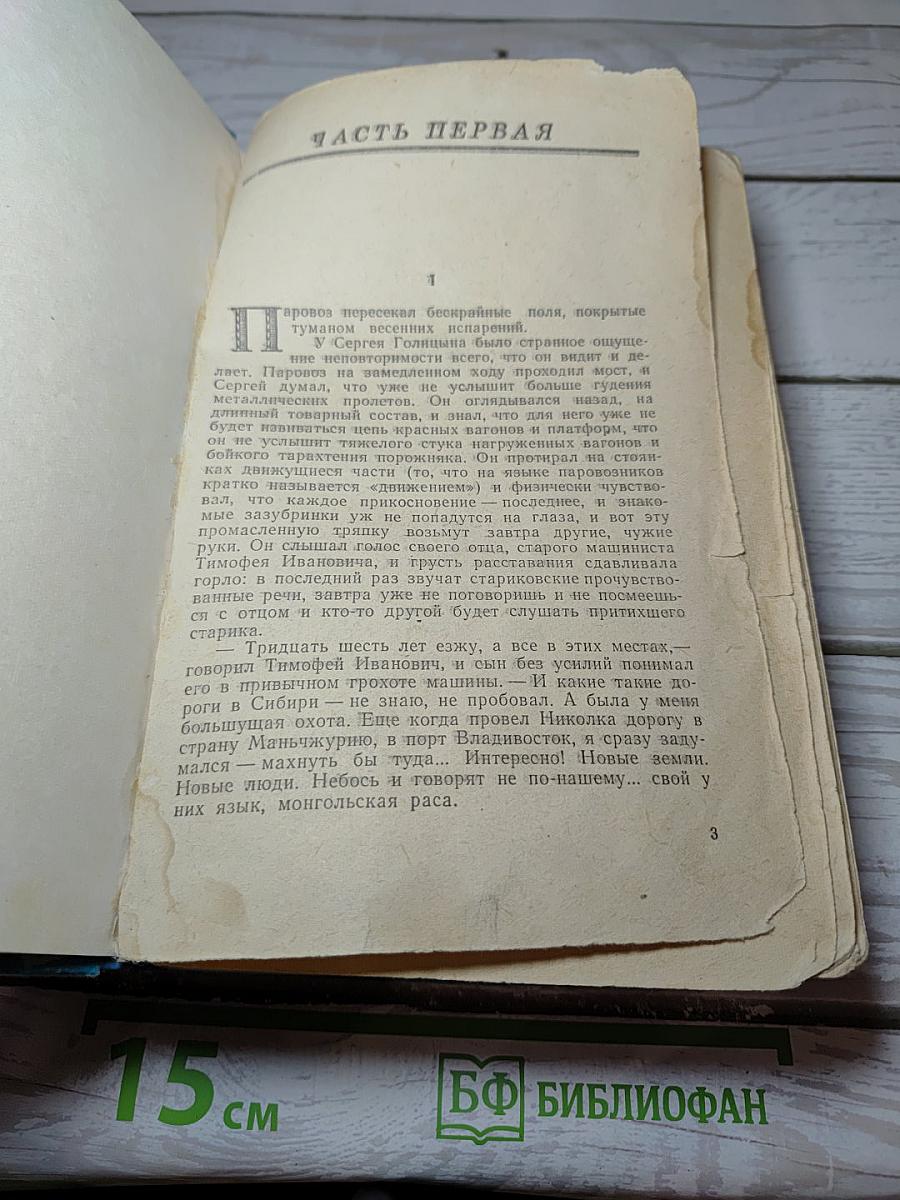 ЧАСТЬ ПЕРВАЯ
1
Паровоз пересекал бескрайные поля, покрытые
туманом весенних испарений.
У Сергея Голицына было странное ощуще-
ние неповторимости всего, что он видит и де-
лает. Паровоз на замедленном ходу проходил мост, и
Сергей думал, что уже не услышит больше гудения
металлических пролетов. Он оглядывался назад, на
длинный товарный состав, и знал, что для него уже не
будет извиваться цепь красных вагонов и платформ, что
он не услышит тяжелого стука нагруженных вагонов и
бойкого тарахтения порожняка. Он протирал на стоян-
ках движущиеся части (то, что на языке паровозников
кратко называется «движением») и физически чувство-
вал, что каждое прикосновение — последнее, и знако-
мые зазубринки уж не попадутся на глаза, и вот эту
промасленную тряпку возьмут завтра другие, чужие
руки. Он слышал голос своего отца, старого машиниста
Тимофея Ивановича, и грусть расставания сдавливала
горло: в последний раз звучат стариковские прочувство-
ванные речи, завтра уже не поговоришь и не посмеешь-
ся с отцом и кто-то другой будет слушать притихшего
старика.
— Тридцать шесть лет езжу, а все в этих местах,—
говорил Тимофей Иванович, и сын без усилий понимал
его в привычном грохоте машины. — И какие такие до-
роги в Сибири — не знаю, не пробовал. А была у меня
большущая охота. Еще когда провел Николка дорогу в
страну Маньчжурию, в порт Владивосток, я сразу заду-
мался — махнуть бы туда... Интересно! Новые земли.
Новые люди. Небось и говорят не по-нашему... свой у
них язык, монгольская раса.
3
15 см
БФ БИБЛИОФАН